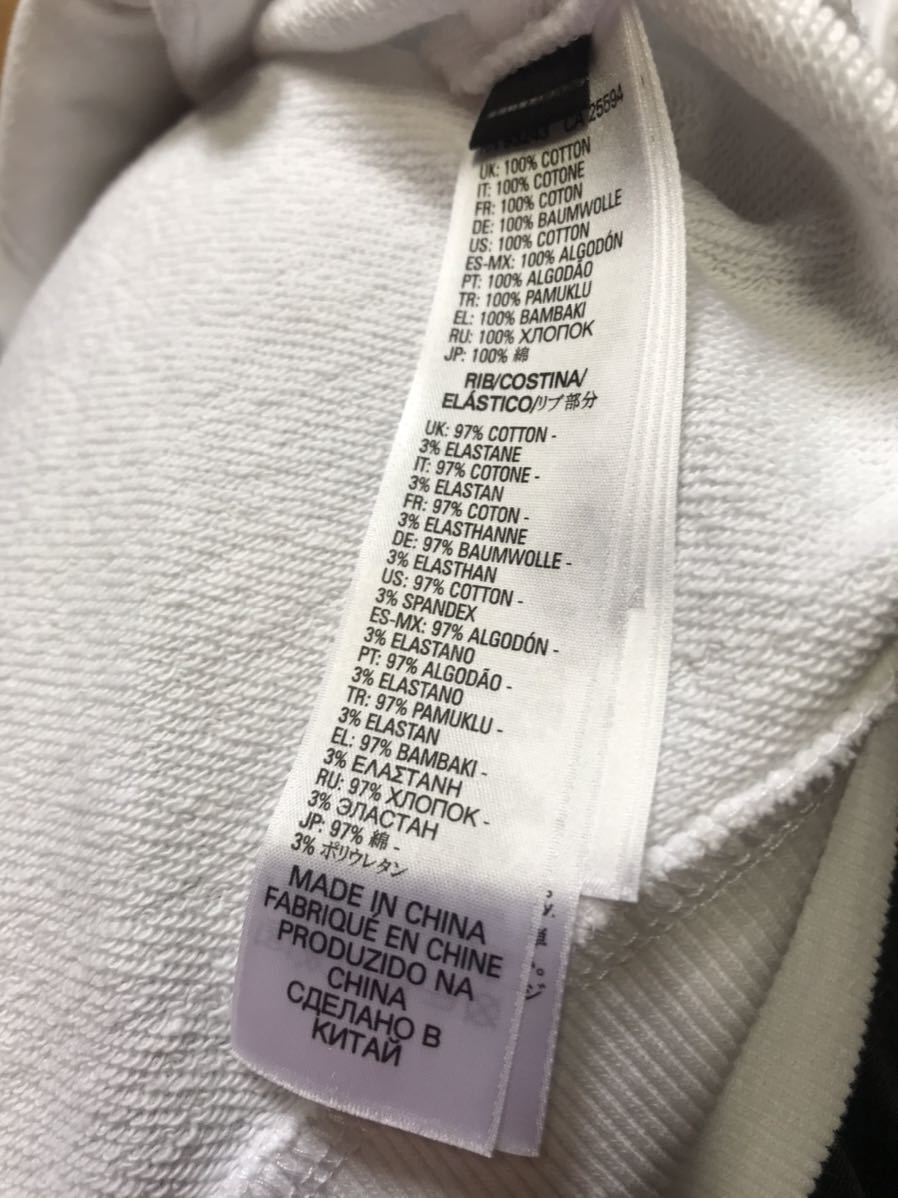 CA 25594
UK: 100% COTTON
IT: 100% COTONE
FR: 100% COTON
DE: 100% BAUMWOLLE
US: 100% COTTON
ES-MX: 100% ALGODÓN
PT: 100% ALGODÃO
TR: 100% PAMUKLU
EL: 100% BAMBAKI
RU: 100% ХЛОПОК
JP: 100% 綿
RIB/COSTINA/
ELÁSTICO/リブ部分
UK: 97% COTTON -
3% ELASTANE
IT: 97% COTONE -
3% ELASTAN
FR: 97% COTON -
3% ELASTHANNE
DE: 97% BAUMWOLLE -
3% ELASTHAN
US: 97% COTTON -
3% SPANDEX
ES-MX: 97% ALGODÓN -
3% ELASTANO
PT: 97% ALGODÃO -
3% ELASTANO
TR: 97% PAMUKLU -
3% ELASTAN
EL: 97% BAMBAKI -
3% ΕΛΑΣΤΑΝΗ
RU: 97% ХЛОПОК -
3% ЭЛАСТАН
JP: 97% 綿 -
3% ポリウレタン
MADE IN CHINA
FABRIQUÉ EN CHINE
PRODUZIDO NA
CHINA
СДЕЛАНО В
КИТАЙ